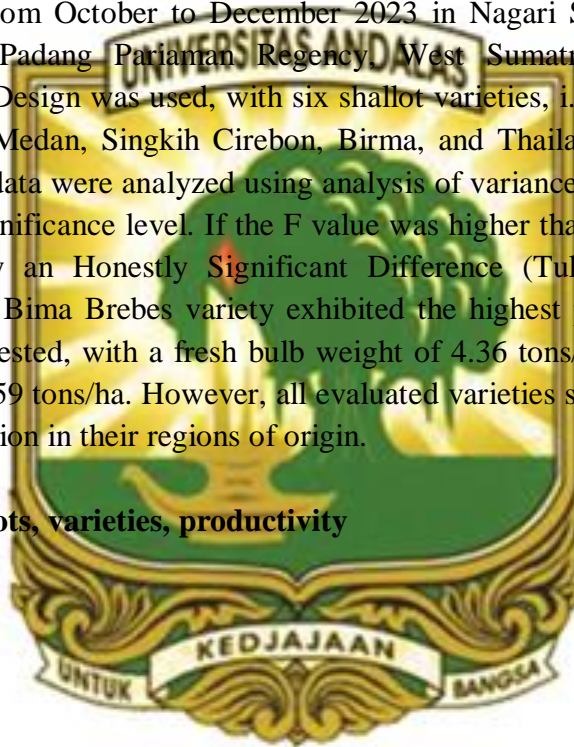 om October to December 2023 in Nagari S
Padang Pariaman Regency, West Sumatr
UNIVERSITAS ANDALAS
Design was used, with six shallot varieties, i.
Medan, Singkih Cirebon, Birma, and Thaila
data were analyzed using analysis of variance
nificance level. If the F value was higher tha
an Honestly Significant Difference (Tu
Bima Brebes variety exhibited the highest
ested, with a fresh bulb weight of 4.36 tons/
59 tons/ha. However, all evaluated varieties s
ion in their regions of origin.
ots, varieties, productivity
KEDJAJAAN
UNTUK BANGSA